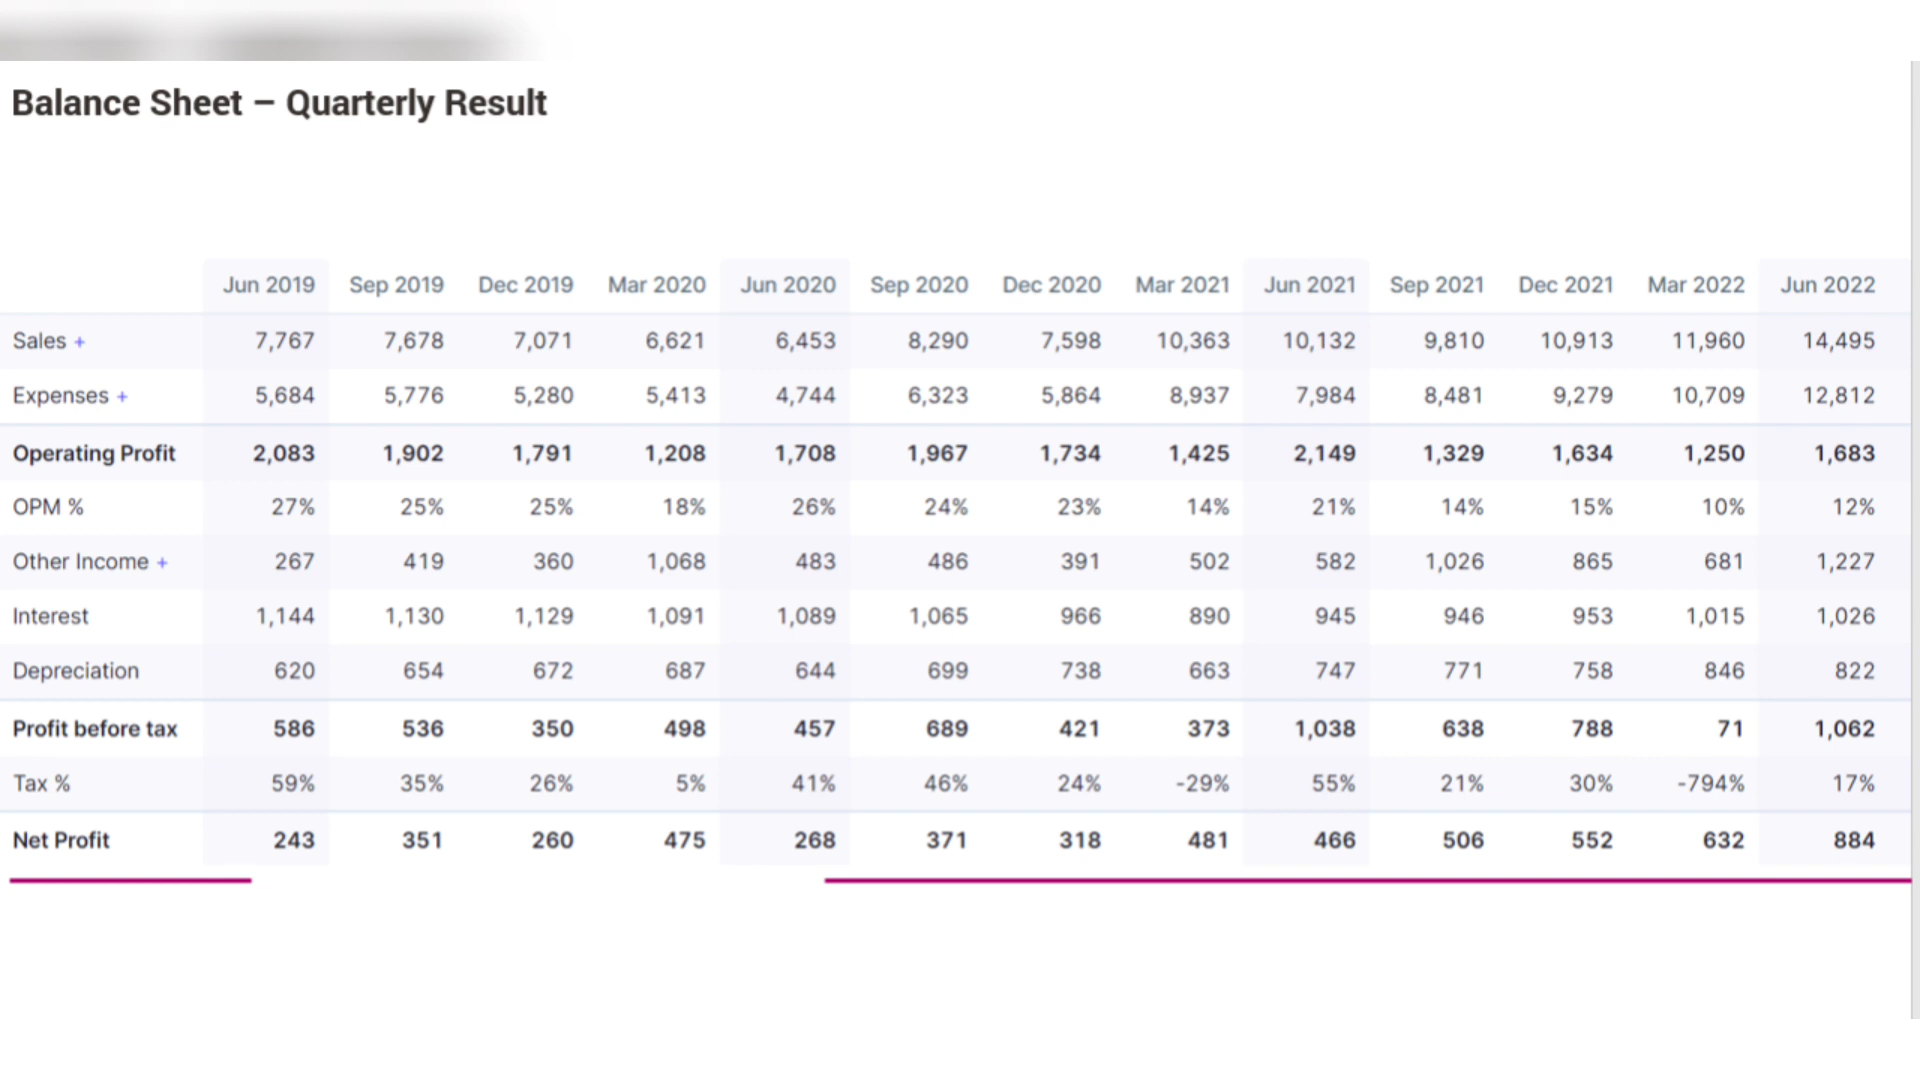 Balance Sheet – Quarterly Result
Jun 2019 Sep 2019 Dec 2019 Mar 2020 Jun 2020 Sep 2020 Dec 2020 Mar 2021 Jun 2021 Sep 2021 Dec 2021 Mar 2022 Jun 2022
Sales + 7,767 7,678 7,071 6,621 6,453 8,290 7,598 10,363 10,132 9,810 10,913 11,960 14,495
Expenses + 5,684 5,776 5,280 5,413 4,744 6,323 5,864 8,937 7,984 8,481 9,279 10,709 12,812
Operating Profit 2,083 1,902 1,791 1,208 1,708 1,967 1,734 1,425 2,149 1,329 1,634 1,250 1,683
OPM % 27% 25% 25% 18% 26% 24% 23% 14% 21% 14% 15% 10% 12%
Other Income + 267 419 360 1,068 483 486 391 502 582 1,026 865 681 1,227
Interest 1,144 1,130 1,129 1,091 1,089 1,065 966 890 945 946 953 1,015 1,026
Depreciation 620 654 672 687 644 699 738 663 747 771 758 846 822
Profit before tax 586 536 350 498 457 689 421 373 1,038 638 788 71 1,062
Tax % 59% 35% 26% 5% 41% 46% 24% -29% 55% 21% 30% -794% 17%
Net Profit 243 351 260 475 268 371 318 481 466 506 552 632 884